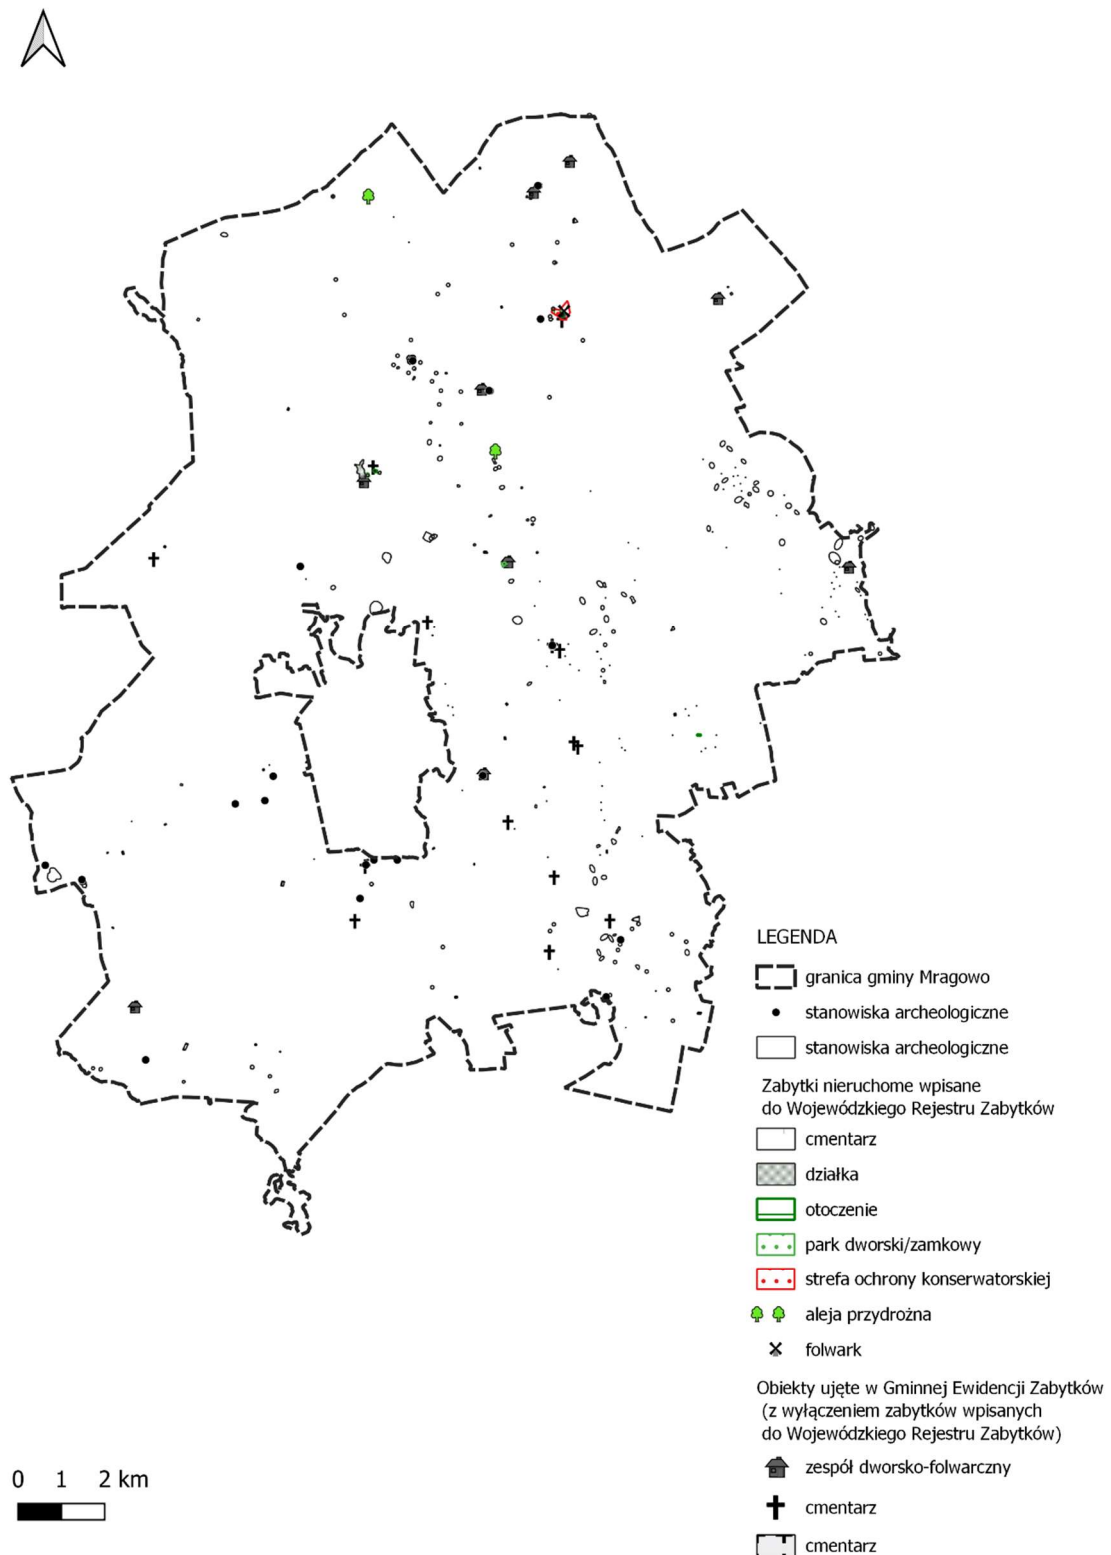 LEGENDA
granica gminy Mrągowo
stanowiska archeologiczne
stanowiska archeologiczne
Zabytki nieruchome wpisane
do Wojewódzkiego Rejestru Zabytków
cmentarz
działka
otoczenie
park dworski/zamkowy
strefa ochrony konserwatorskiej
aleja przydrożna
folwark
Obiekty ujęte w Gminnej Ewidencji Zabytków
(z wyłączeniem zabytków wpisanych
do Wojewódzkiego Rejestru Zabytków)
zespół dworsko-folwarczny
cmentarz
cmentarz
0 1 2 km